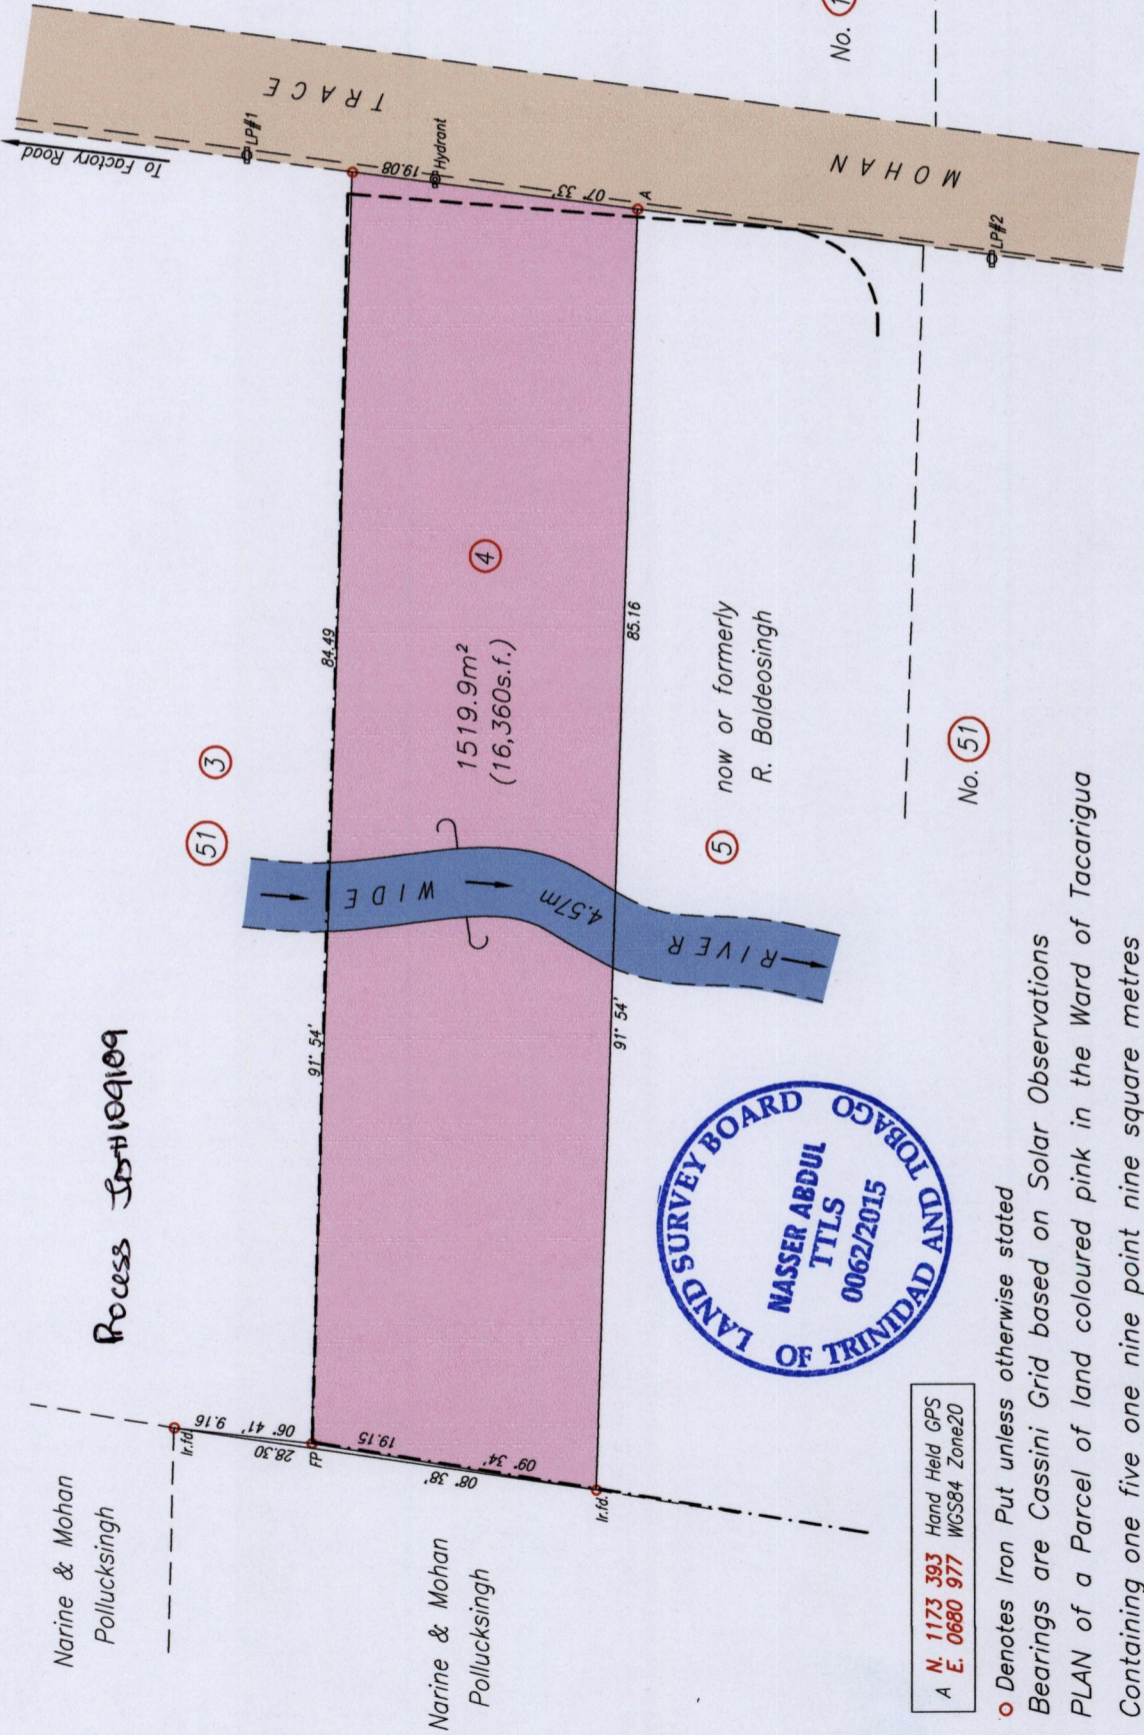 Narine & Mohan
Pollucksingh
Process
Ir.fd.
9.16
06° 41'
28.30
FP
19.15
08° 38'
09° 34'
Ir.fd.
Narine & Mohan
Pollucksingh
51
3
91° 54'
84.49
1519.9m²
(16,360s.f.)
4
WIDE
4.57m
RIVER
91° 54'
85.16
5
now or formerly
R. Baldeosingh
No. 51
To Factory Road
LP#1
19.08
Hydrant
07° 33'
A
LP#2
MOHAN TRACE
No.
LAND SURVEY BOARD
OF TRINIDAD AND TOBAGO
NASSER ABDUL
TTLS
0062/2015
A N. 1173 393 Hand Held GPS
E. 0680 977 WGS84 Zone20
Denotes Iron Put unless otherwise stated
Bearings are Cassini Grid based on Solar Observations
PLAN of a Parcel of land coloured pink in the Ward of Tacarigua
Containing one five one nine point nine square metres